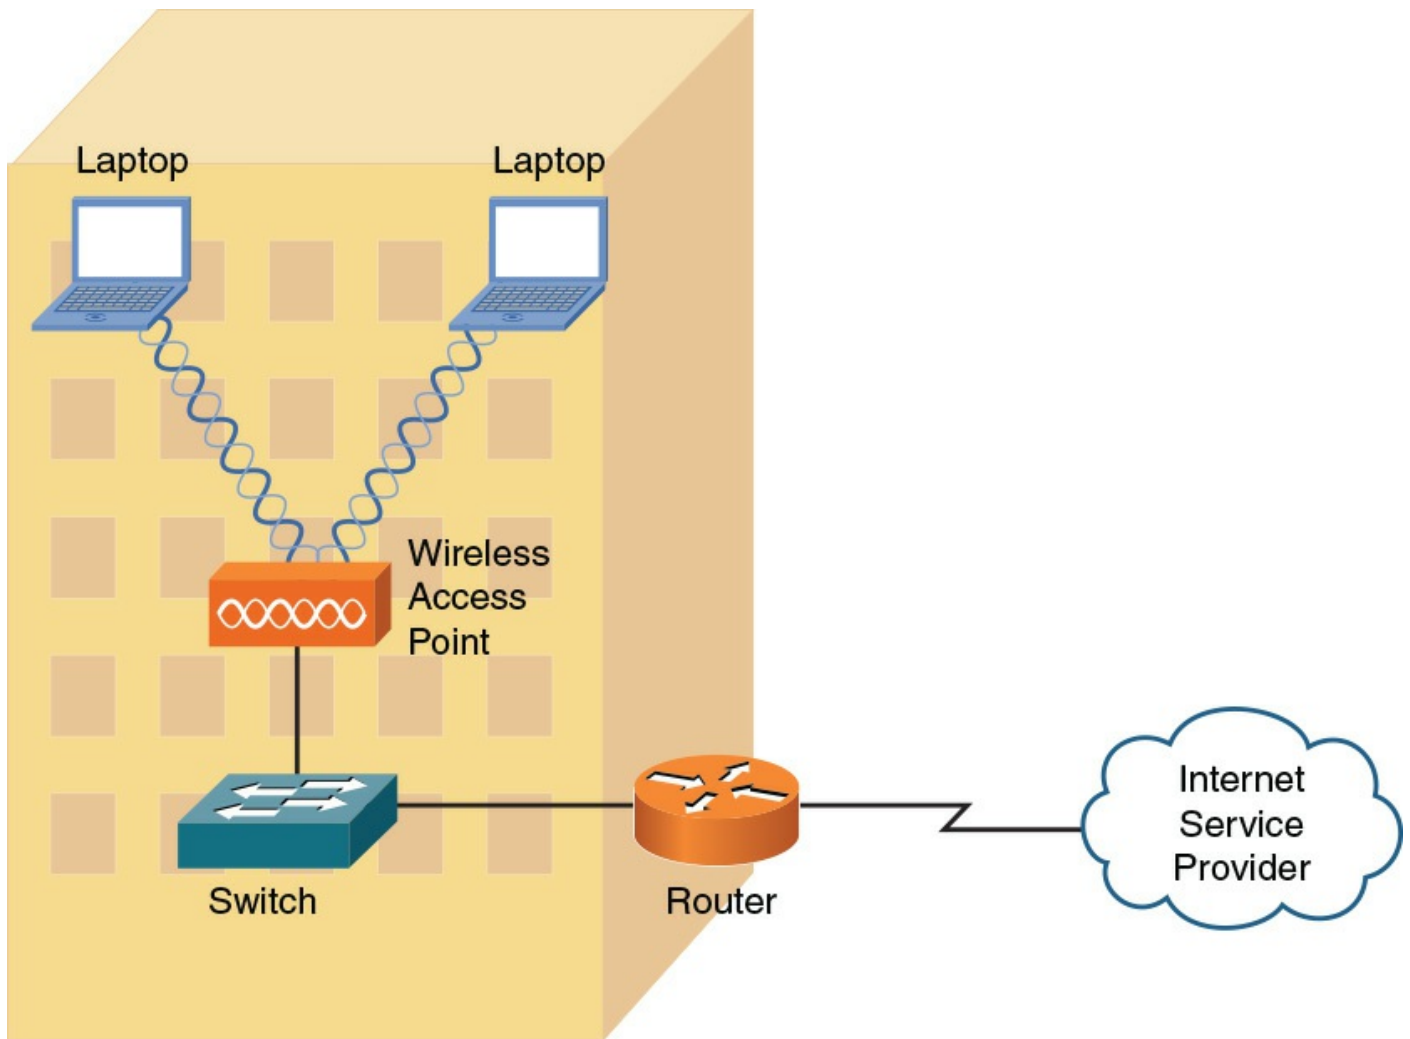 Laptop
Laptop
Wireless
Access
Point
Switch
Router
Internet
Service
Provider